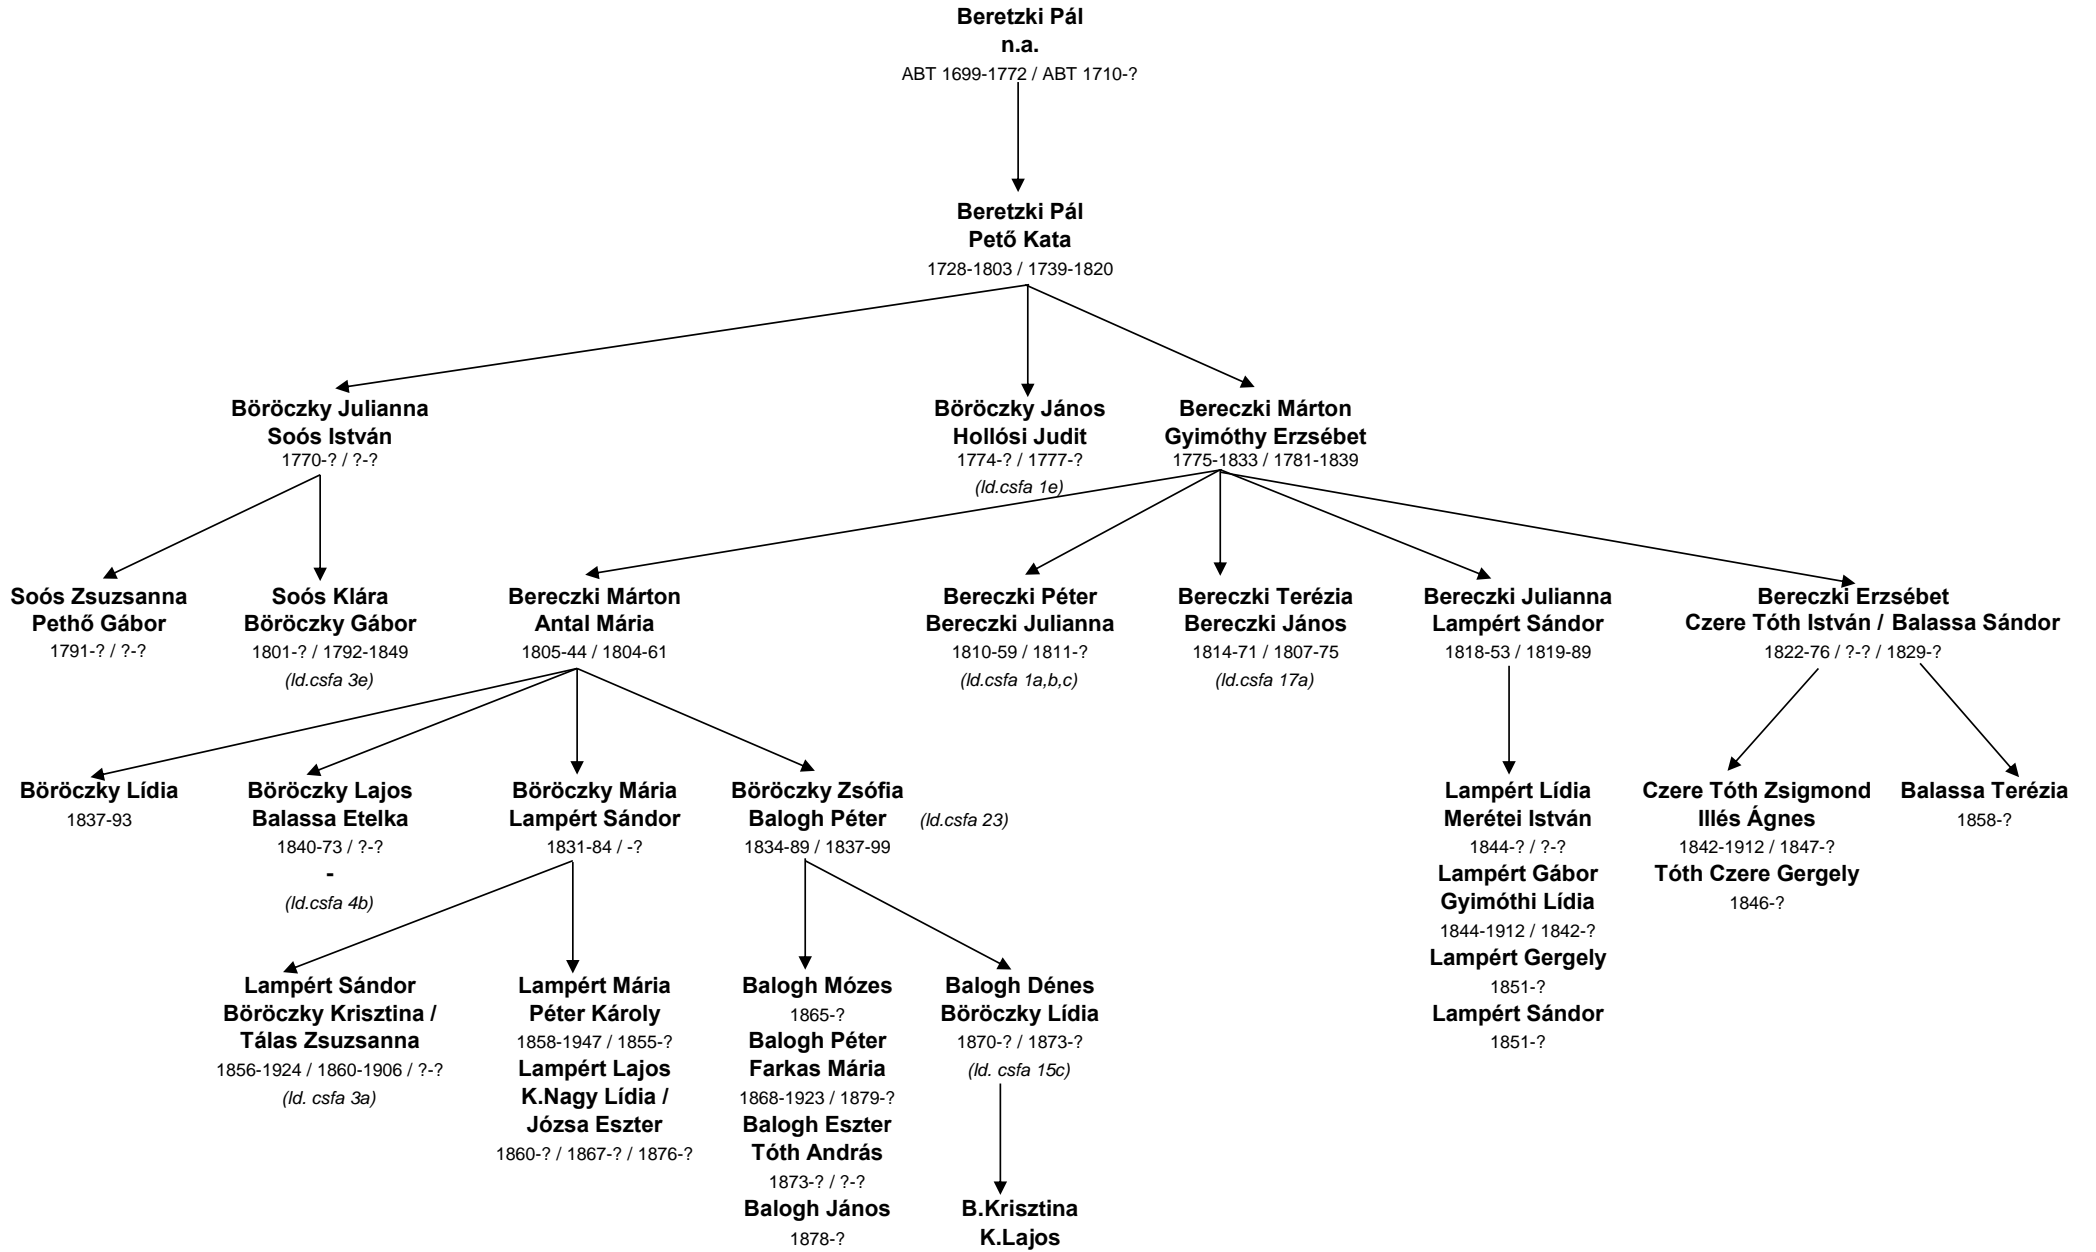 Beretzki Pál
n.a.
ABT 1699-1772 / ABT 1710-?
Beretzki Pál
Pető Kata
1728-1803 / 1739-1820
Böröczky Julianna
Soós István
1770-? / ?-?
Böröczky János
Hollósi Judit
1774-? / 1777-?
(ld.csfa 1e)
Bereczki Márton
Gyimóthy Erzsébet
1775-1833 / 1781-1839
Soós Zsuzsanna
Pethő Gábor
1791-? / ?-?
Soós Klára
Böröczky Gábor
1801-? / 1792-1849
(ld.csfa 3e)
Bereczki Márton
Antal Mária
1805-44 / 1804-61
Bereczki Péter
Bereczki Julianna
1810-59 / 1811-?
(ld.csfa 1a,b,c)
Bereczki Terézia
Bereczki János
1814-71 / 1807-75
(ld.csfa 17a)
Bereczki Julianna
Lampért Sándor
1818-53 / 1819-89
Bereczki Erzsébet
Czere Tóth István / Balassa Sándor
1822-76 / ?-? / 1829-?
Böröczky Lídia
1837-93
Böröczky Lajos
Balassa Etelka
1840-73 / ?-?
-
(ld.csfa 4b)
Böröczky Mária
Lampért Sándor
1831-84 / -?
Böröczky Zsófia
Balogh Péter
1834-89 / 1837-99
(ld.csfa 23)
Lampért Lídia
Merétei István
1844-? / ?-?
Lampért Gábor
Gyimóthi Lídia
1844-1912 / 1842-?
Lampért Gergely
1851-?
Lampért Sándor
1851-?
Czere Tóth Zsigmond
Illés Ágnes
1842-1912 / 1847-?
Tóth Czere Gergely
1846-?
Balassa Terézia
1858-?
Lampért Sándor
Böröczky Krisztina /
Tálas Zsuzsanna
1856-1924 / 1860-1906 / ?-?
(ld. csfa 3a)
Lampért Mária
Péter Károly
1858-1947 / 1855-?
Lampért Lajos
K.Nagy Lídia /
Józsa Eszter
1860-? / 1867-? / 1876-?
Balogh Mózes
1865-?
Balogh Péter
Farkas Mária
1868-1923 / 1879-?
Balogh Eszter
Tóth András
1873-? / ?-?
Balogh János
1878-?
Balogh Dénes
Böröczky Lídia
1870-? / 1873-?
(ld. csfa 15c)
B.Krisztina
K.Lajos